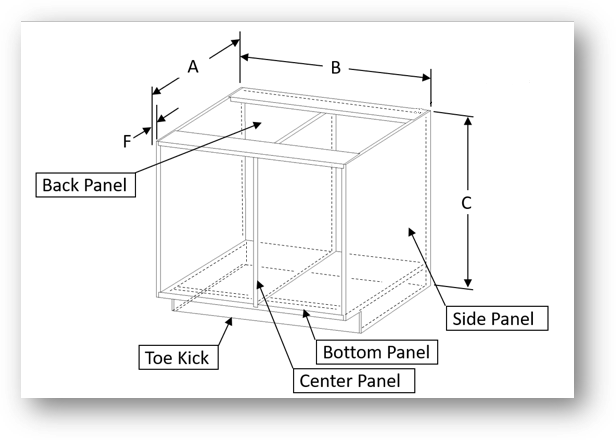 A
B
F
Back Panel
C
Side Panel
Toe Kick
Bottom Panel
Center Panel